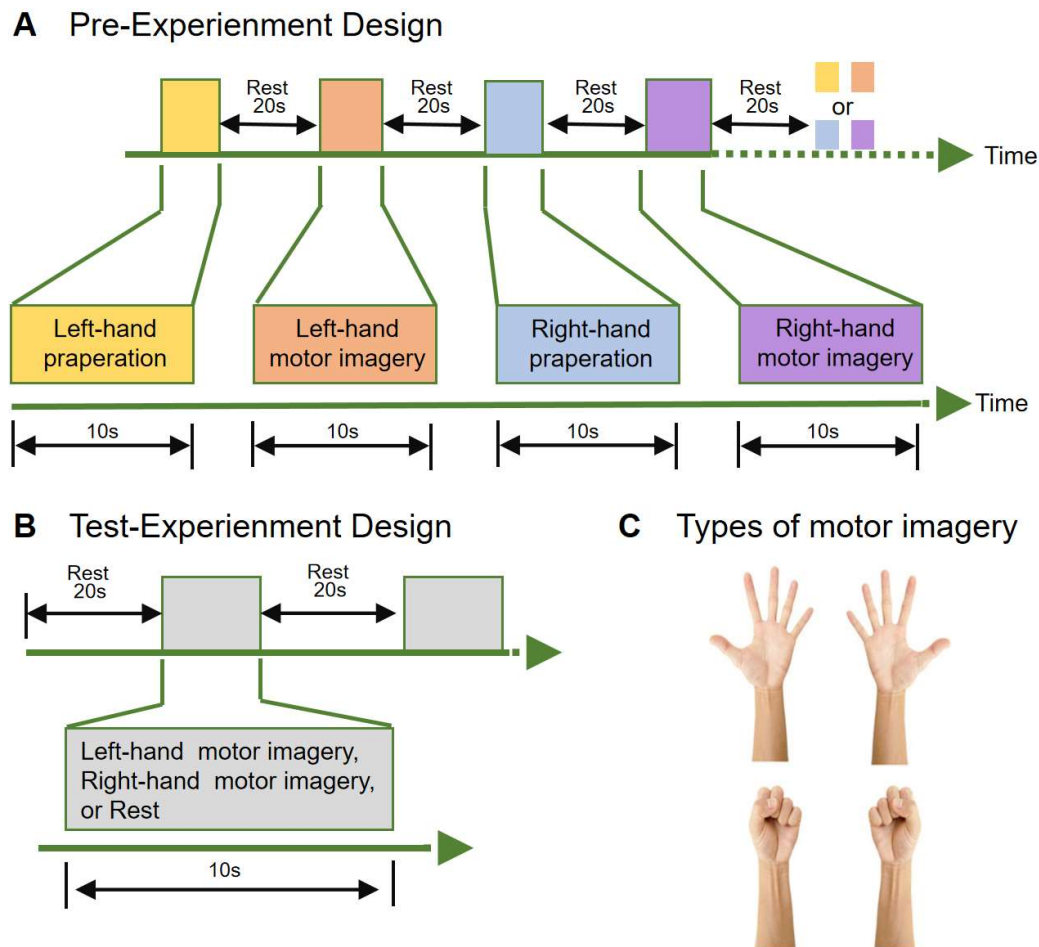 A Pre-Experienment Design
Rest
20s
Rest
20s
Rest
20s
Rest
20s
or
Time
Left-hand
praperation
Left-hand
motor imagery
Right-hand
praperation
Right-hand
motor imagery
Time
10s
10s
10s
10s
B Test-Experienment Design
Rest
20s
Rest
20s
Left-hand motor imagery,
Right-hand motor imagery,
or Rest
10s
C Types of motor imagery